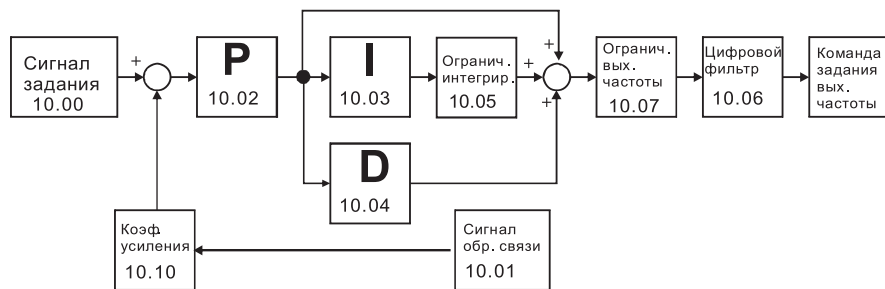 Сигнал
задания
10.00
+
P
10.02
I
10.03
Огранич.
интегрир.
10.05
+
+
+
Огранич.
вых.
частоты
10.07
Цифровой
фильтр
10.06
Команда
задания
вых.
частоты
D
10.04
Коэф.
усиления
10.10
Сигнал
обр. связи
10.01